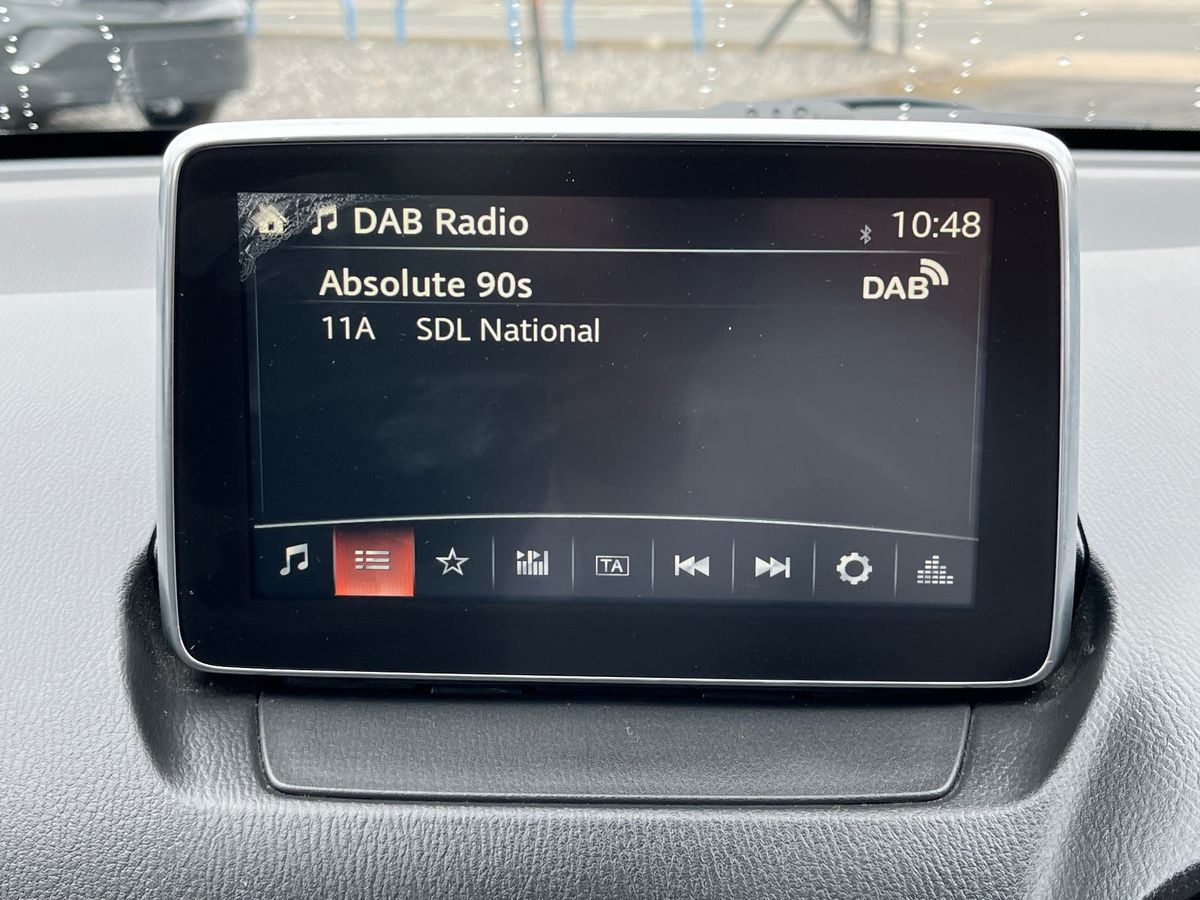 DAB Radio 10:48
Absolute 90s DAB
11A SDL National
TA